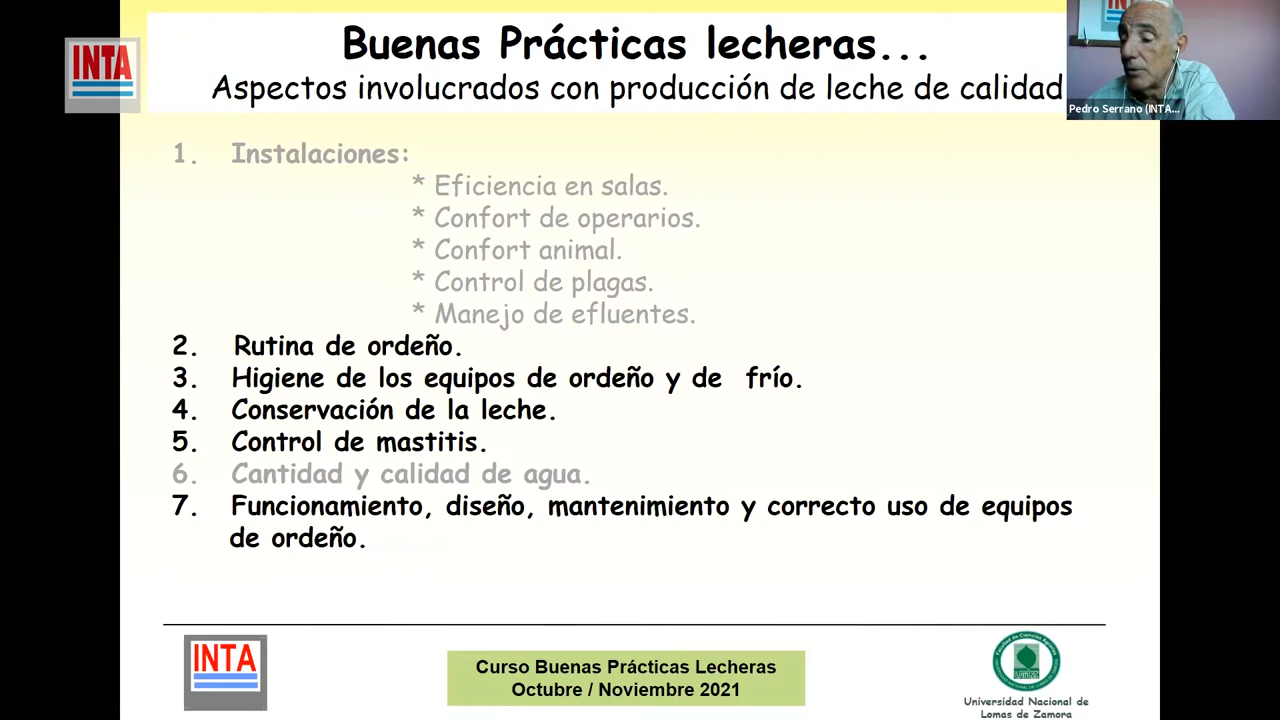 INTA
Buenas Prácticas lecheras...
Aspectos involucrados con producción de leche de calidad
INTA
Pedro Serrano (INTA...
1. Instalaciones:
* Eficiencia en salas.
* Confort de operarios.
* Confort animal.
* Control de plagas.
* Manejo de efluentes.
2. Rutina de ordeño.
3. Higiene de los equipos de ordeño y de frío.
4. Conservación de la leche.
5. Control de mastitis.
6. Cantidad y calidad de agua.
7. Funcionamiento, diseño, mantenimiento y correcto uso de equipos
de ordeño.
INTA
Curso Buenas Prácticas Lecheras
Octubre / Noviembre 2021
Universidad Nacional de
Lomas de Zamora